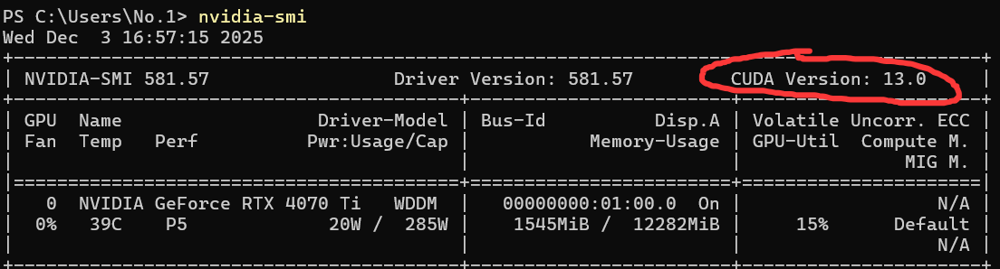 PS C:\Users\No.1> nvidia-smi
Wed Dec  3 16:57:15 2025
NVIDIA-SMI 581.57 Driver Version: 581.57 CUDA Version: 13.0
GPU Name Driver-Model Bus-Id Disp.A Volatile Uncorr. ECC
Fan Temp Perf Pwr:Usage/Cap Memory-Usage GPU-Util Compute M.
MIG M.
0 NVIDIA GeForce RTX 4070 Ti WDDM 00000000:01:00.0 On N/A
0% 39C P5 20W / 285W 1545MiB / 12282MiB 15% Default
N/A